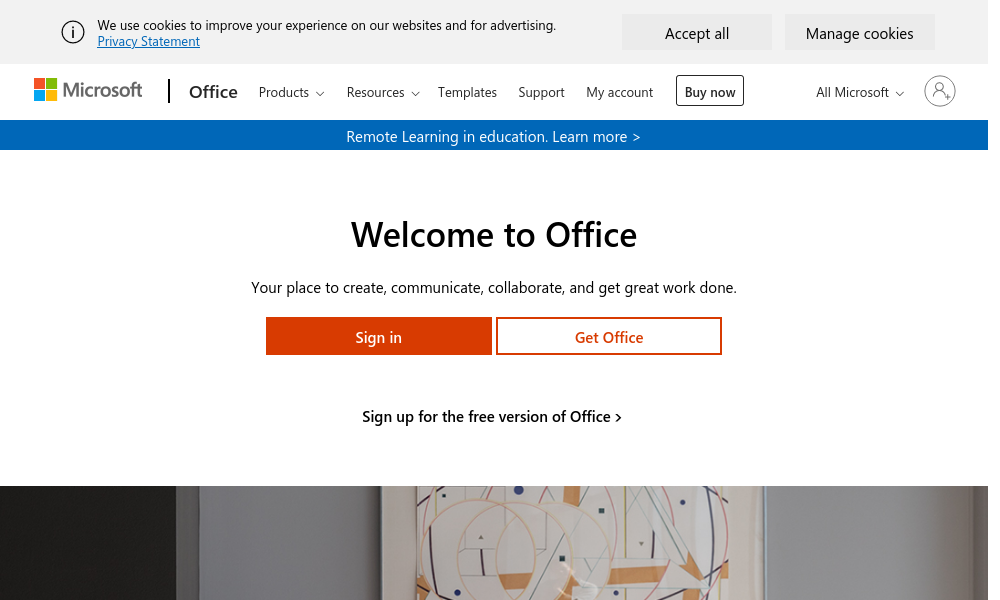 We use cookies to improve your experience on our websites and for advertising.
Privacy Statement
Accept all
Manage cookies
Microsoft
Office
Products
Resources
Templates
Support
My account
Buy now
All Microsoft
Remote Learning in education. Learn more >
Welcome to Office
Your place to create, communicate, collaborate, and get great work done.
Sign in
Get Office
Sign up for the free version of Office ›